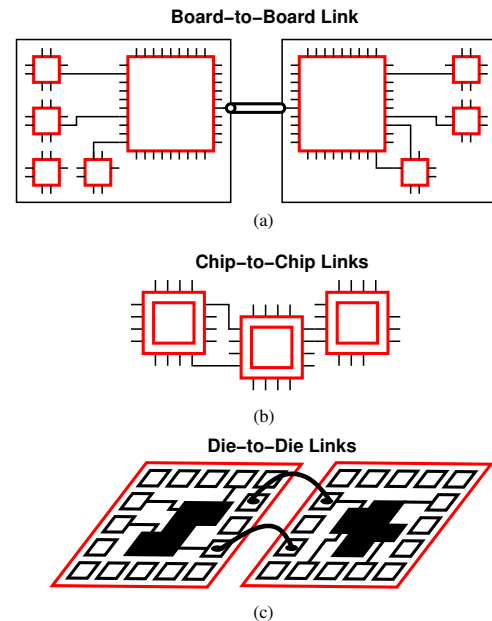 Board−to−Board Link
(a)
Chip−to−Chip Links
(b)
Die−to−Die Links
(c)